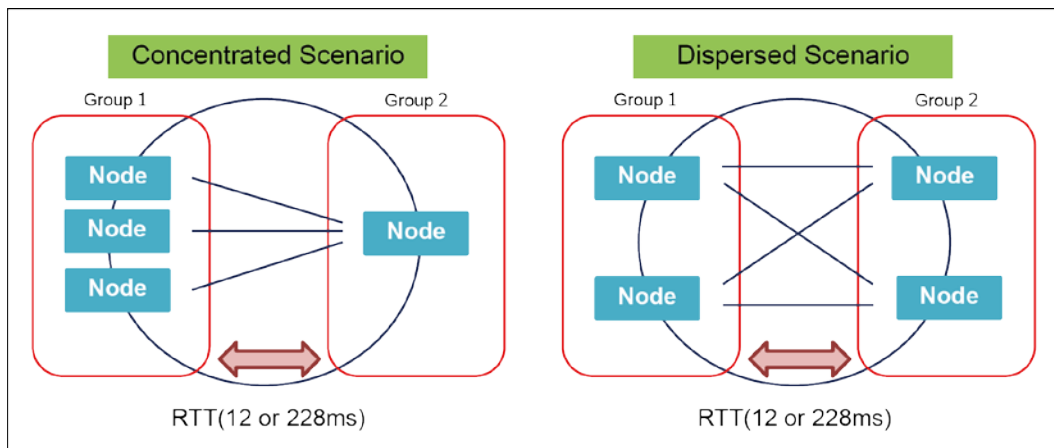 Concentrated Scenario
Group 1
Group 2
Node
Node
Node
Node
RTT(12 or 228ms)
Dispersed Scenario
Group 1
Group 2
Node
Node
Node
Node
RTT(12 or 228ms)